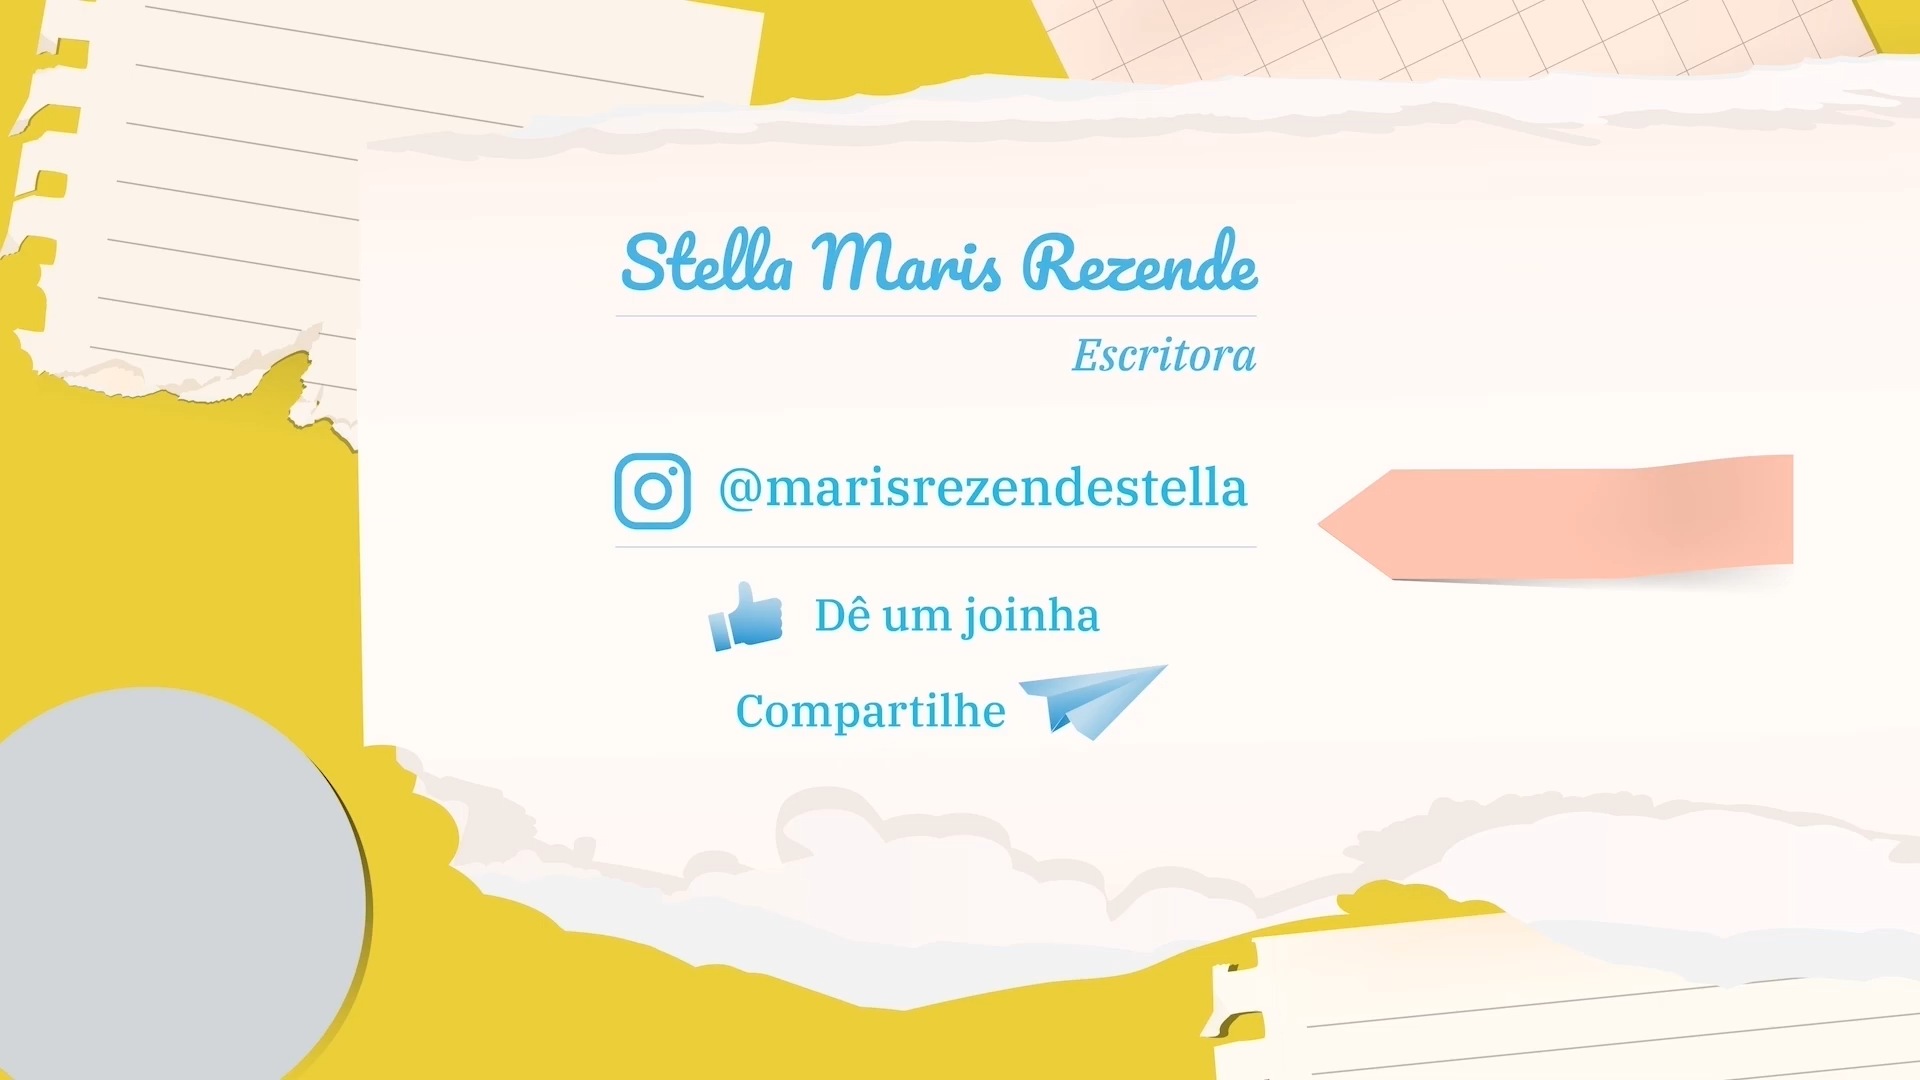 Stella Maris Rezende
Escritora
@marisrezendestella
Dê um joinha
Compartilhe